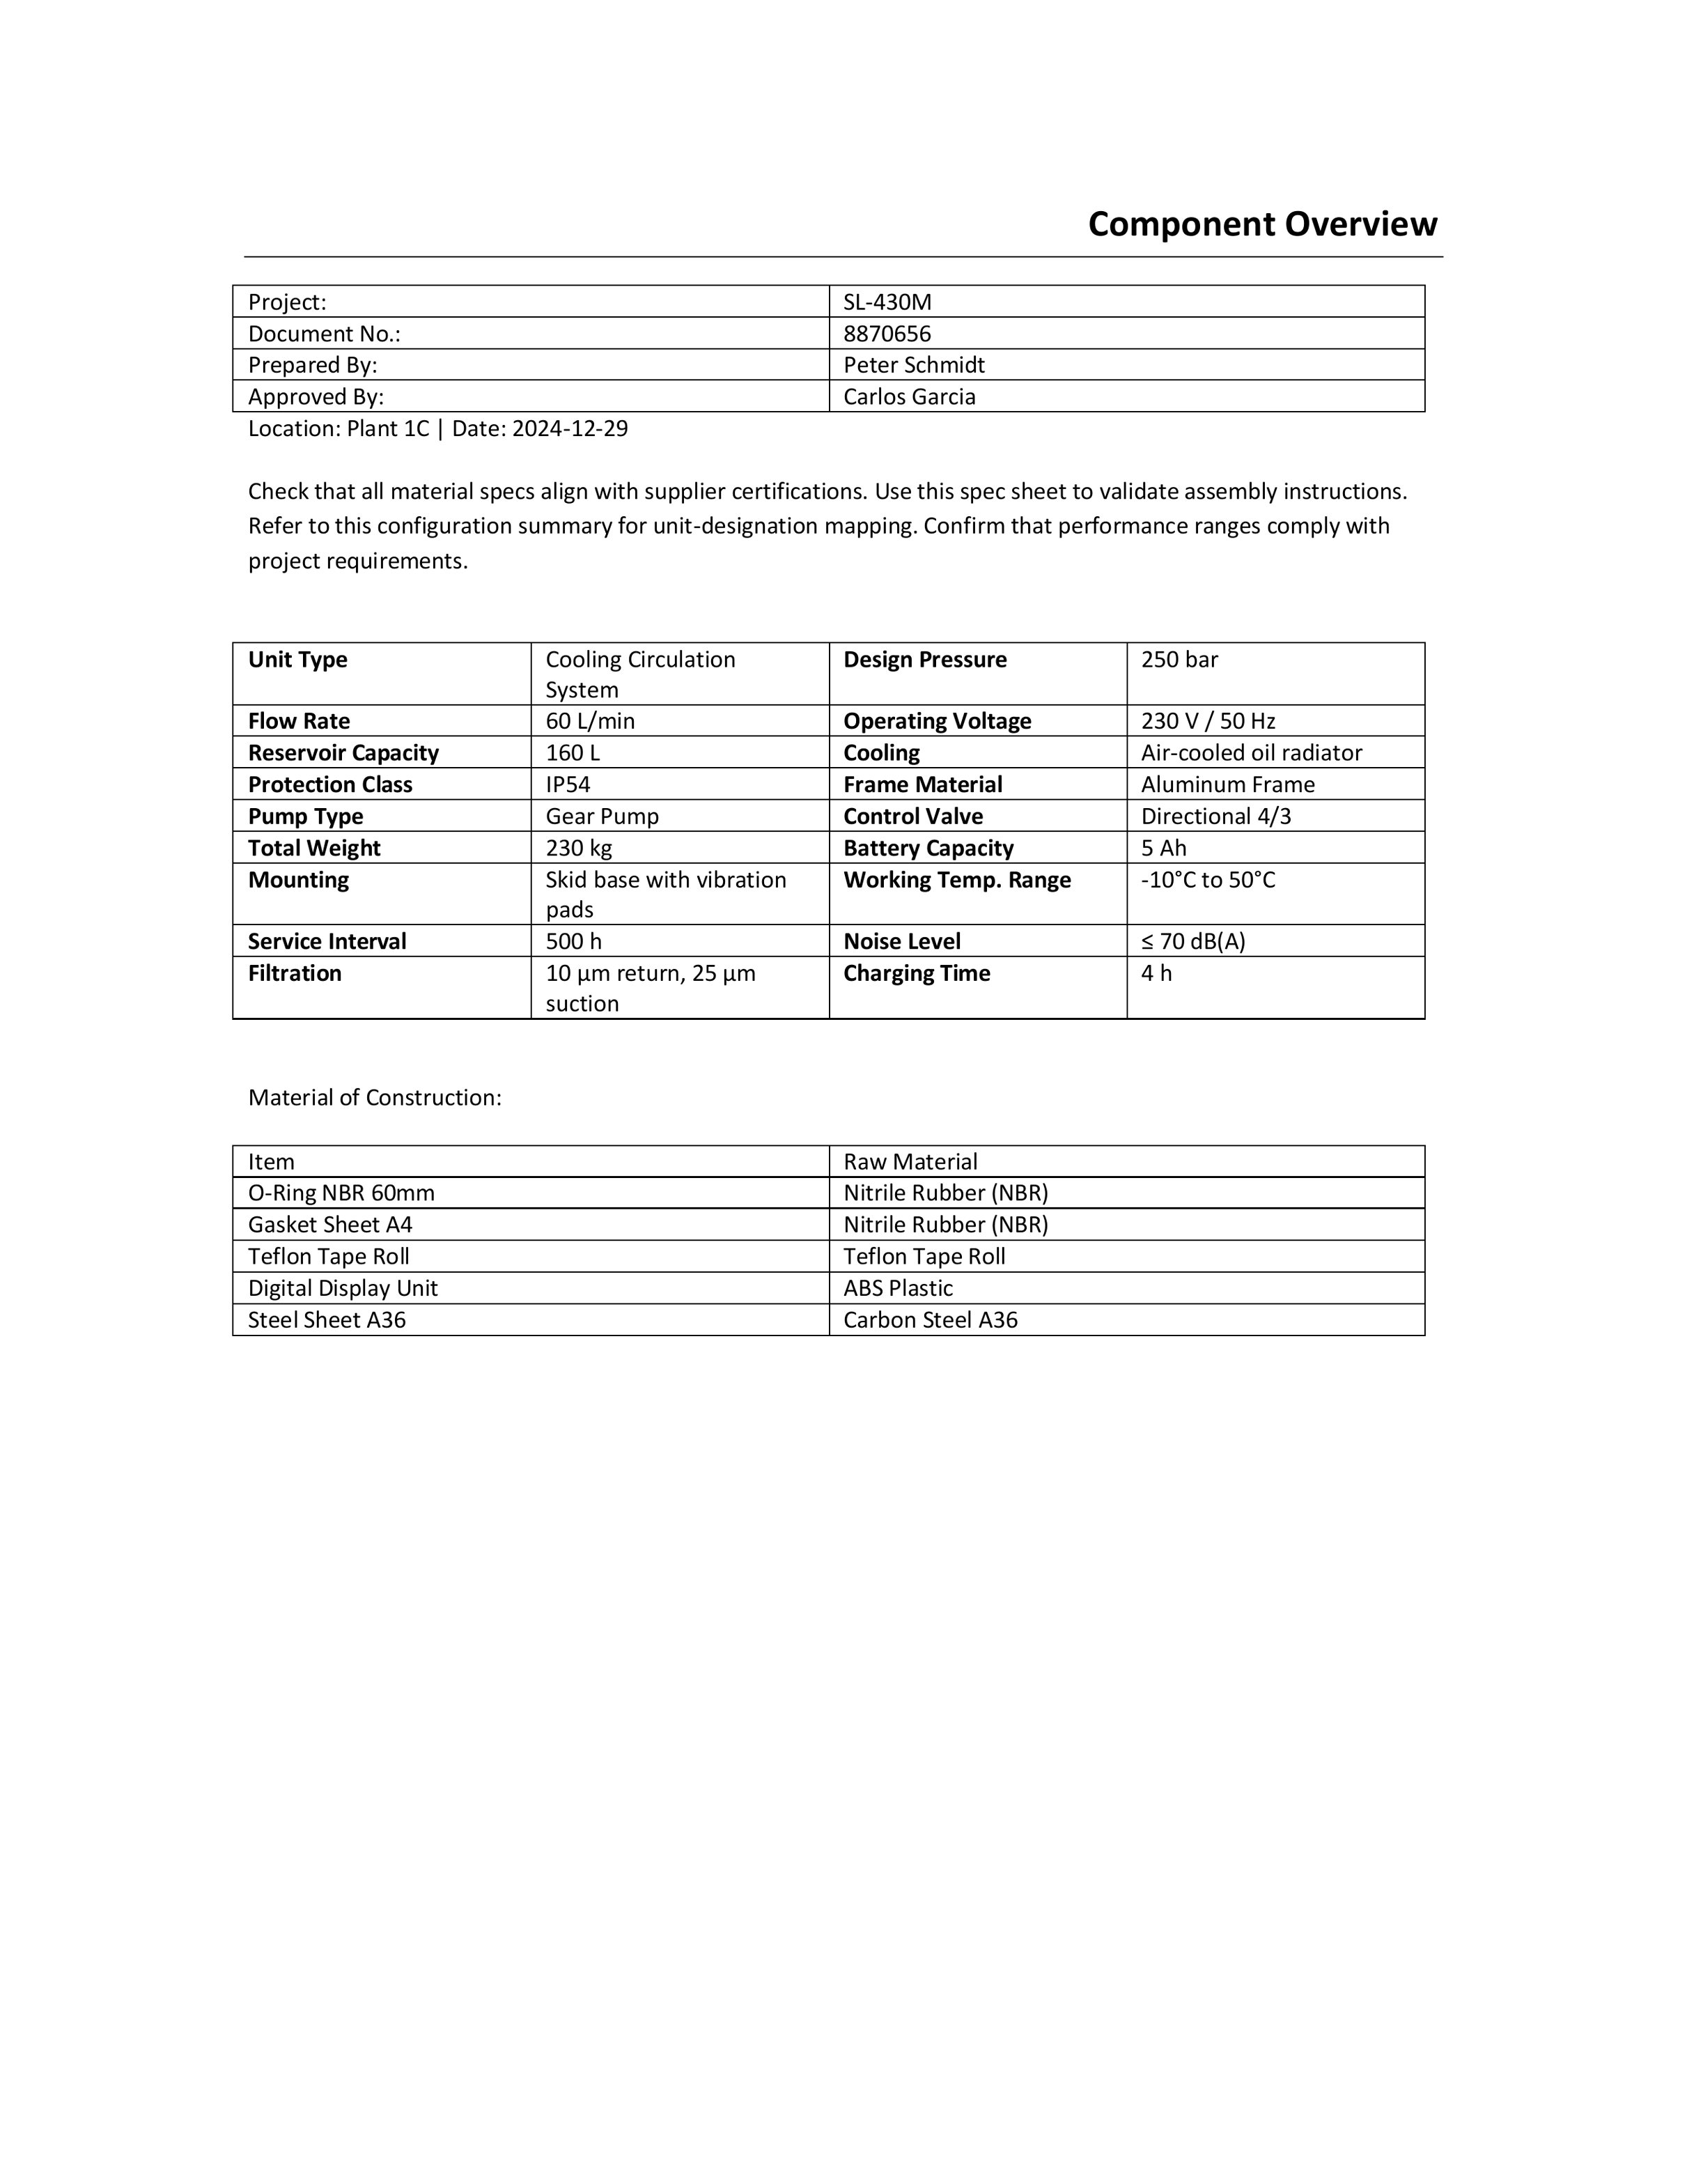 Component Overview
Project: SL-430M
Document No.: 8870656
Prepared By: Peter Schmidt
Approved By: Carlos Garcia
Location: Plant 1C | Date: 2024-12-29
Check that all material specs align with supplier certifications. Use this spec sheet to validate assembly instructions.
Refer to this configuration summary for unit-designation mapping. Confirm that performance ranges comply with
project requirements.
Unit Type Cooling Circulation System Design Pressure 250 bar
Flow Rate 60 L/min Operating Voltage 230 V / 50 Hz
Reservoir Capacity 160 L Cooling Air-cooled oil radiator
Protection Class IP54 Frame Material Aluminum Frame
Pump Type Gear Pump Control Valve Directional 4/3
Total Weight 230 kg Battery Capacity 5 Ah
Mounting Skid base with vibration pads Working Temp. Range -10°C to 50°C
Service Interval 500 h Noise Level ≤ 70 dB(A)
Filtration 10 µm return, 25 µm suction Charging Time 4 h
Material of Construction:
Item Raw Material
O-Ring NBR 60mm Nitrile Rubber (NBR)
Gasket Sheet A4 Nitrile Rubber (NBR)
Teflon Tape Roll Teflon Tape Roll
Digital Display Unit ABS Plastic
Steel Sheet A36 Carbon Steel A36